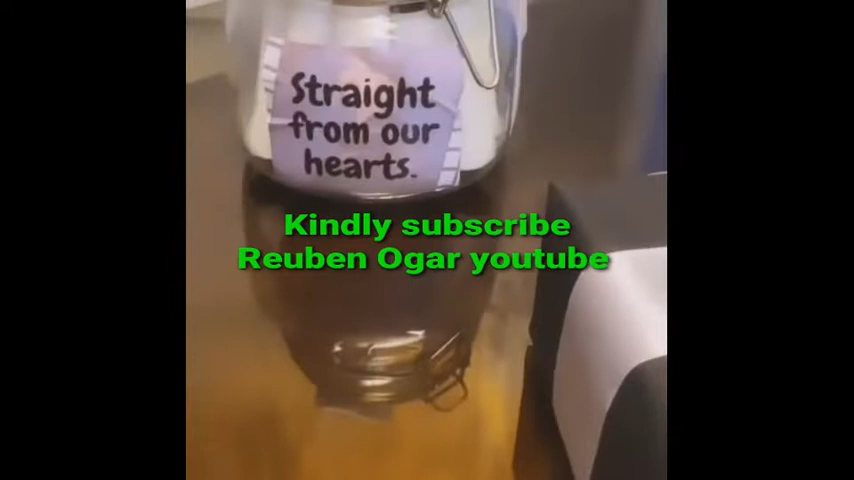 Straight
from our
hearts.
Kindly subscribe
Reuben Ogar youtube